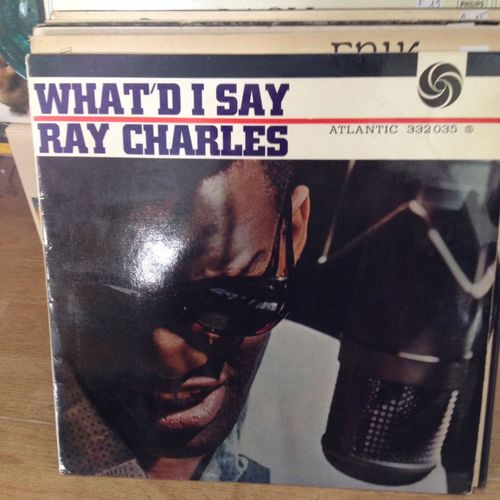 PHILIPS
WHAT'D I SAY
RAY CHARLES
ATLANTIC 332035